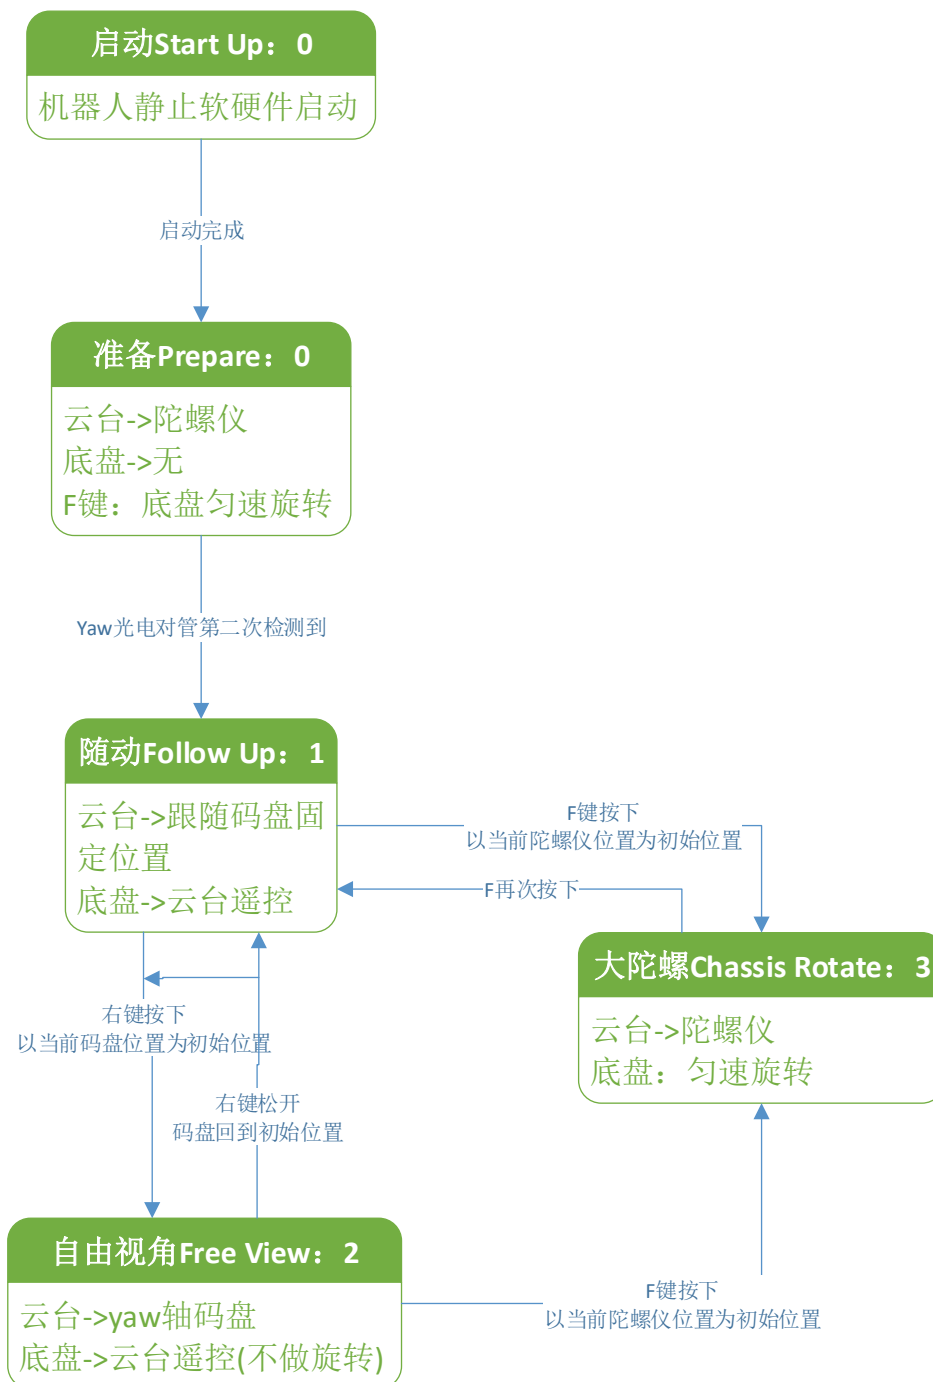 启动Start Up：0
机器人静止软硬件启动
启动完成
准备Prepare：0
云台->陀螺仪
底盘->无
F键：底盘匀速旋转
Yaw光电对管第二次检测到
随动Follow Up：1
云台->跟随码盘固
定位置
底盘->云台遥控
F键按下
以当前陀螺仪位置为初始位置
F再次按下
大陀螺Chassis Rotate：3
云台->陀螺仪
底盘：匀速旋转
右键按下
以当前码盘位置为初始位置
右键松开
码盘回到初始位置
自由视角Free View：2
云台->yaw轴码盘
底盘->云台遥控(不做旋转)
F键按下
以当前陀螺仪位置为初始位置